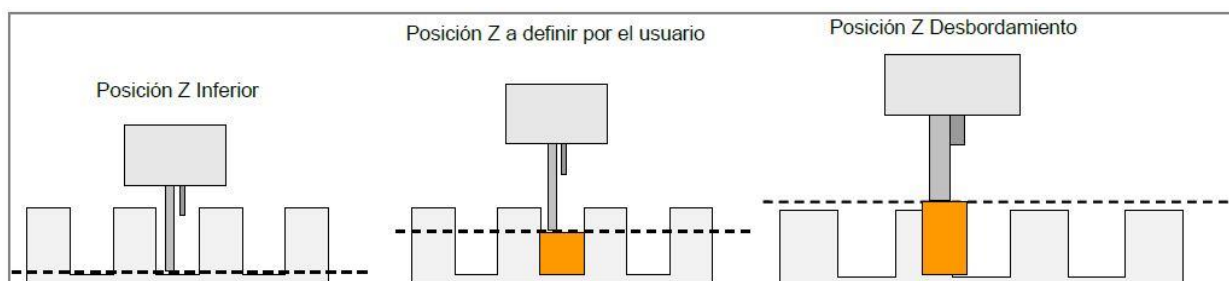 Posición Z Inferior
Posición Z a definir por el usuario
Posición Z Desbordamiento